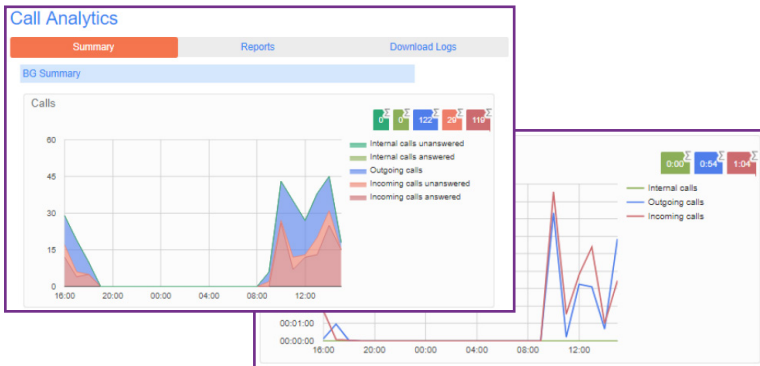 Call Analytics
Summary Reports Download Logs
BG Summary
Calls
0 Σ 0 Σ 122 Σ 29 Σ 119 Σ
60
45
30
15
0
16:00 20:00 00:00 04:00 08:00 12:00
Internal calls unanswered
Internal calls answered
Outgoing calls
Incoming calls unanswered
Incoming calls answered
0:00 Σ 0:54 Σ 1:04 Σ
Internal calls
Outgoing calls
Incoming calls
00:01:00
00:00:00
16:00 20:00 00:00 04:00 08:00 12:00